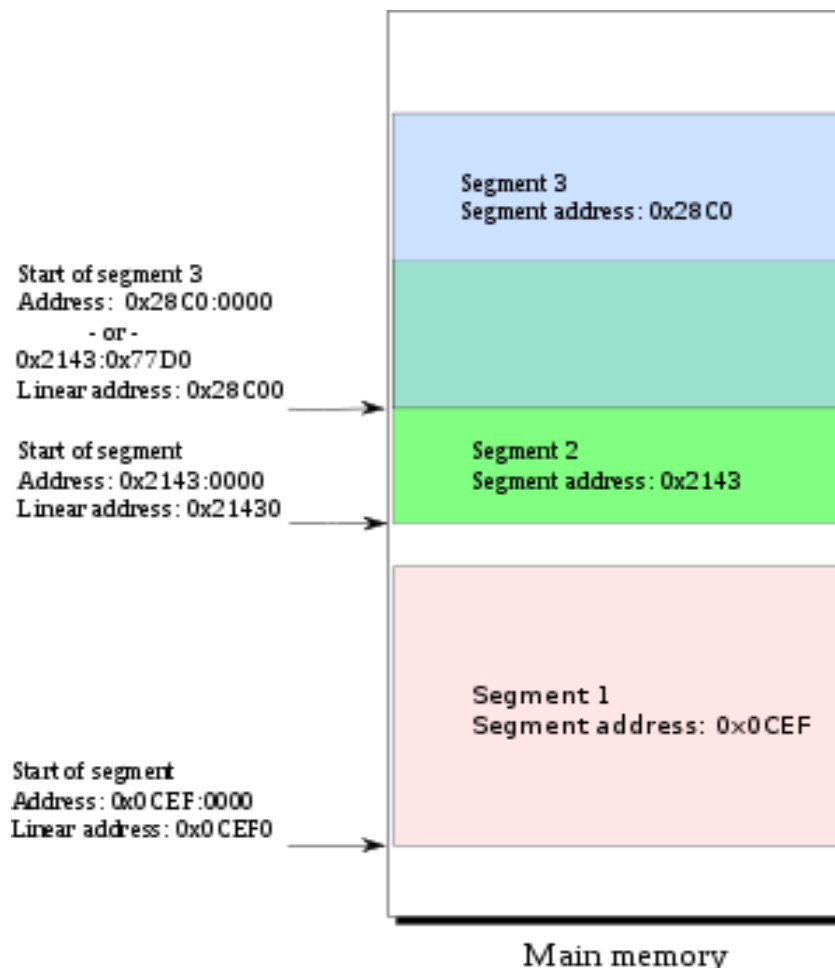 Segment 3
Segment address: 0x28C0
Start of segment 3
Address: 0x28C0:0000
- or -
0x2143:0x77D0
Linear address: 0x28C00
Start of segment
Address: 0x2143:0000
Linear address: 0x21430
Segment 2
Segment address: 0x2143
Segment 1
Segment address: 0x0CEF
Start of segment
Address: 0x0CEF:0000
Linear address: 0x0CEF0
Main memory